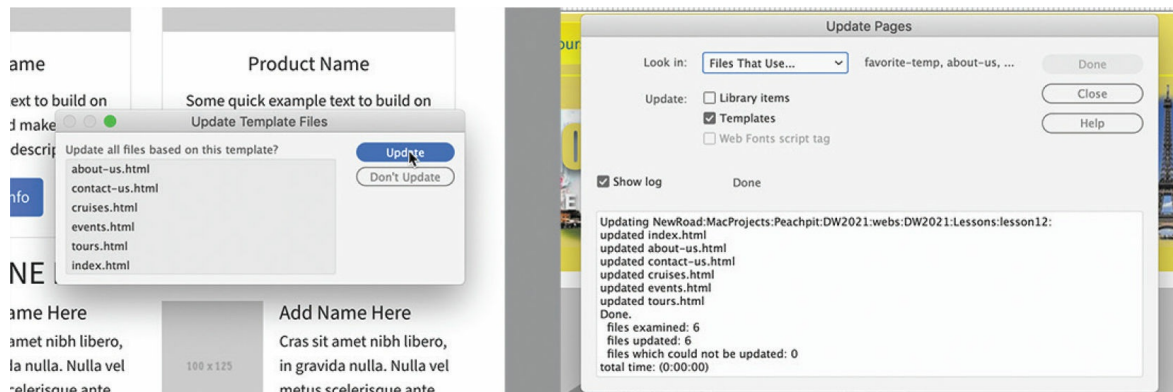 ame
Product Name
ext to build on
Some quick example text to build on
d make
descrip
nfo
Update Template Files
Update all files based on this template?
about-us.html
contact-us.html
cruises.html
events.html
tours.html
index.html
Update
Don't Update
NE
ame Here
Add Name Here
amet nibh libero,
Cras sit amet nibh libero,
da nulla. Nulla vel
100 x 125
in gravida nulla. Nulla vel
celerisque ante
metus scelerisque ante
our
Update Pages
Look in:
Files That Use...
favorite-temp, about-us, ...
Done
Update:
Library items
Close
Templates
Help
Web Fonts script tag
Show log
Done
Updating NewRoad:MacProjects:Peachpit:DW2021:webs:DW2021:Lessons:lesson12:
updated index.html
updated about-us.html
updated contact-us.html
updated cruises.html
updated events.html
updated tours.html
Done.
files examined: 6
files updated: 6
files which could not be updated: 0
total time: (0:00:00)